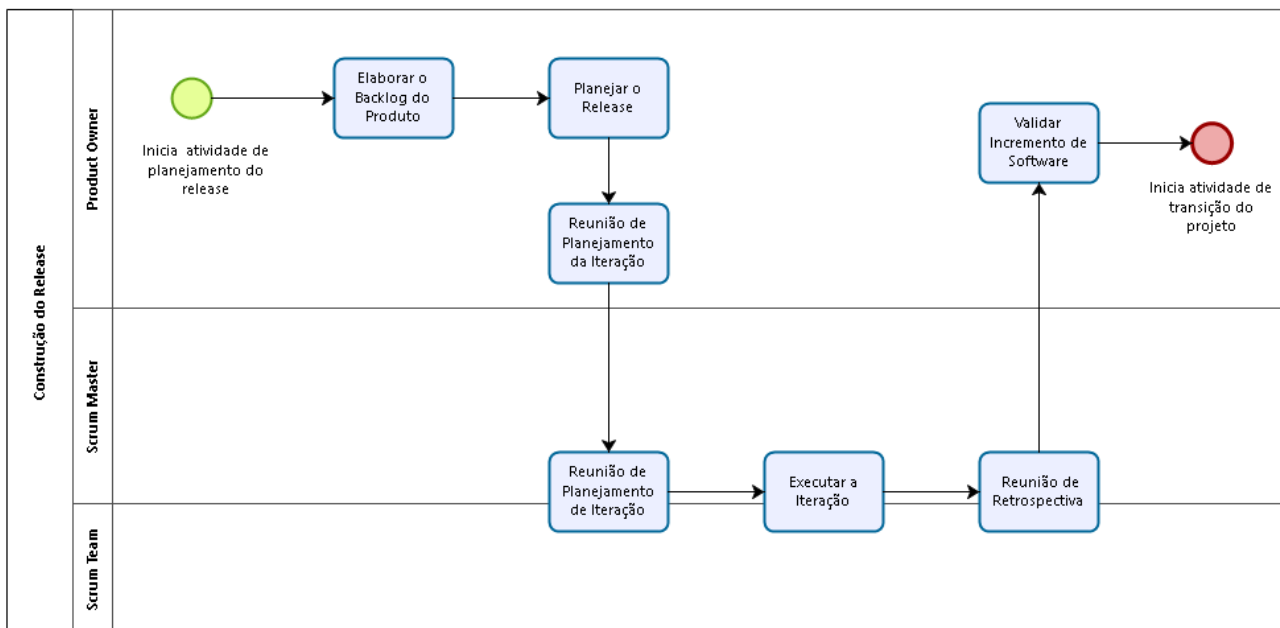 Construção do Release
Product Owner
Scrum Master
Scrum Team
Inicia atividade de
planejamento do
release
Elaborar o
Backlog do
Produto
Planejar o
Release
Reunião de
Planejamento
da Iteração
Reunião de
Planejamento
de Iteração
Executar a
Iteração
Reunião de
Retrospectiva
Validar
Incremento de
Software
Inicia atividade de
transição do
projeto